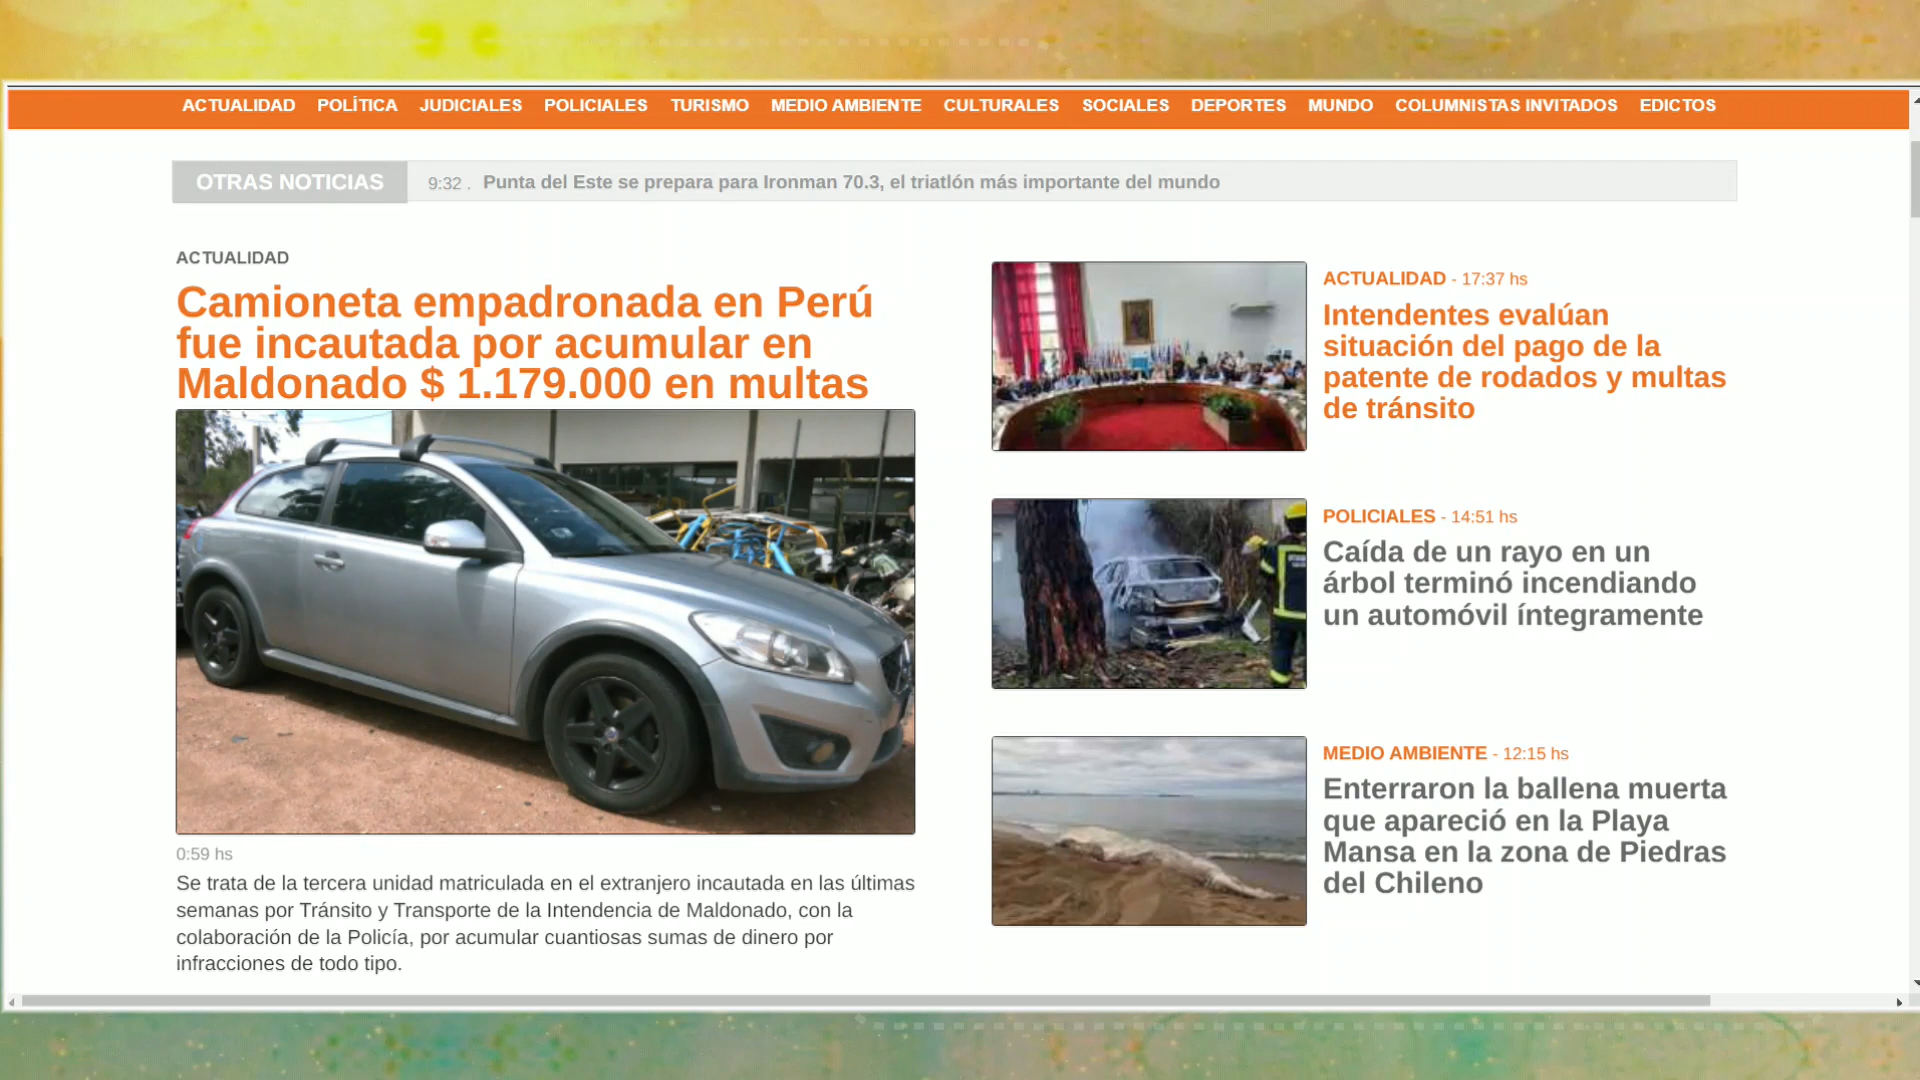 ACTUALIDAD POLÍTICA JUDICIALES POLICIALES TURISMO MEDIO AMBIENTE CULTURALES SOCIALES DEPORTES MUNDO COLUMNISTAS INVITADOS EDICTOS
OTRAS NOTICIAS 9:32 . Punta del Este se prepara para Ironman 70.3, el triatlón más importante del mundo
ACTUALIDAD
Camioneta empadronada en Perú
fue incautada por acumular en
Maldonado $ 1.179.000 en multas
0:59 hs
Se trata de la tercera unidad matriculada en el extranjero incautada en las últimas
semanas por Tránsito y Transporte de la Intendencia de Maldonado, con la
colaboración de la Policía, por acumular cuantiosas sumas de dinero por
infracciones de todo tipo.
ACTUALIDAD - 17:37 hs
Intendentes evalúan
situación del pago de la
patente de rodados y multas
de tránsito
POLICIALES - 14:51 hs
Caída de un rayo en un
árbol terminó incendiando
un automóvil íntegramente
MEDIO AMBIENTE - 12:15 hs
Enterraron la ballena muerta
que apareció en la Playa
Mansa en la zona de Piedras
del Chileno